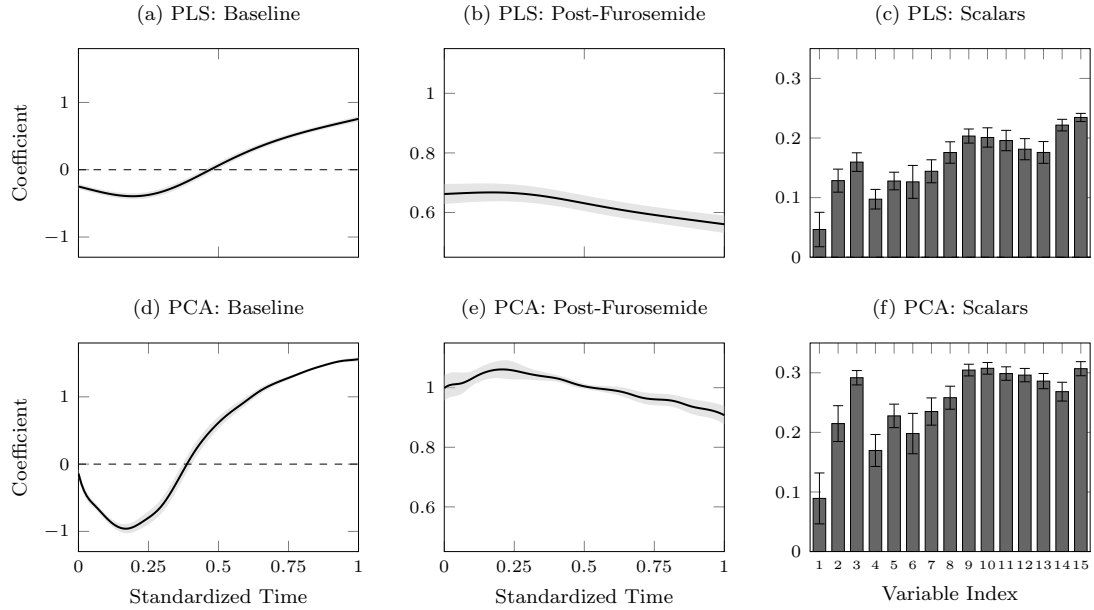 (a) PLS: Baseline
(b) PLS: Post-Furosemide
(c) PLS: Scalars
Coefficient
1
0
−1
1
0.8
0.6
0.3
0.2
0.1
0
(d) PCA: Baseline
(e) PCA: Post-Furosemide
(f) PCA: Scalars
Coefficient
1
0
−1
1
0.8
0.6
0.3
0.2
0.1
0
0 0.25 0.5 0.75 1
0 0.25 0.5 0.75 1
1 2 3 4 5 6 7 8 9 10 11 12 13 14 15
Standardized Time
Standardized Time
Variable Index